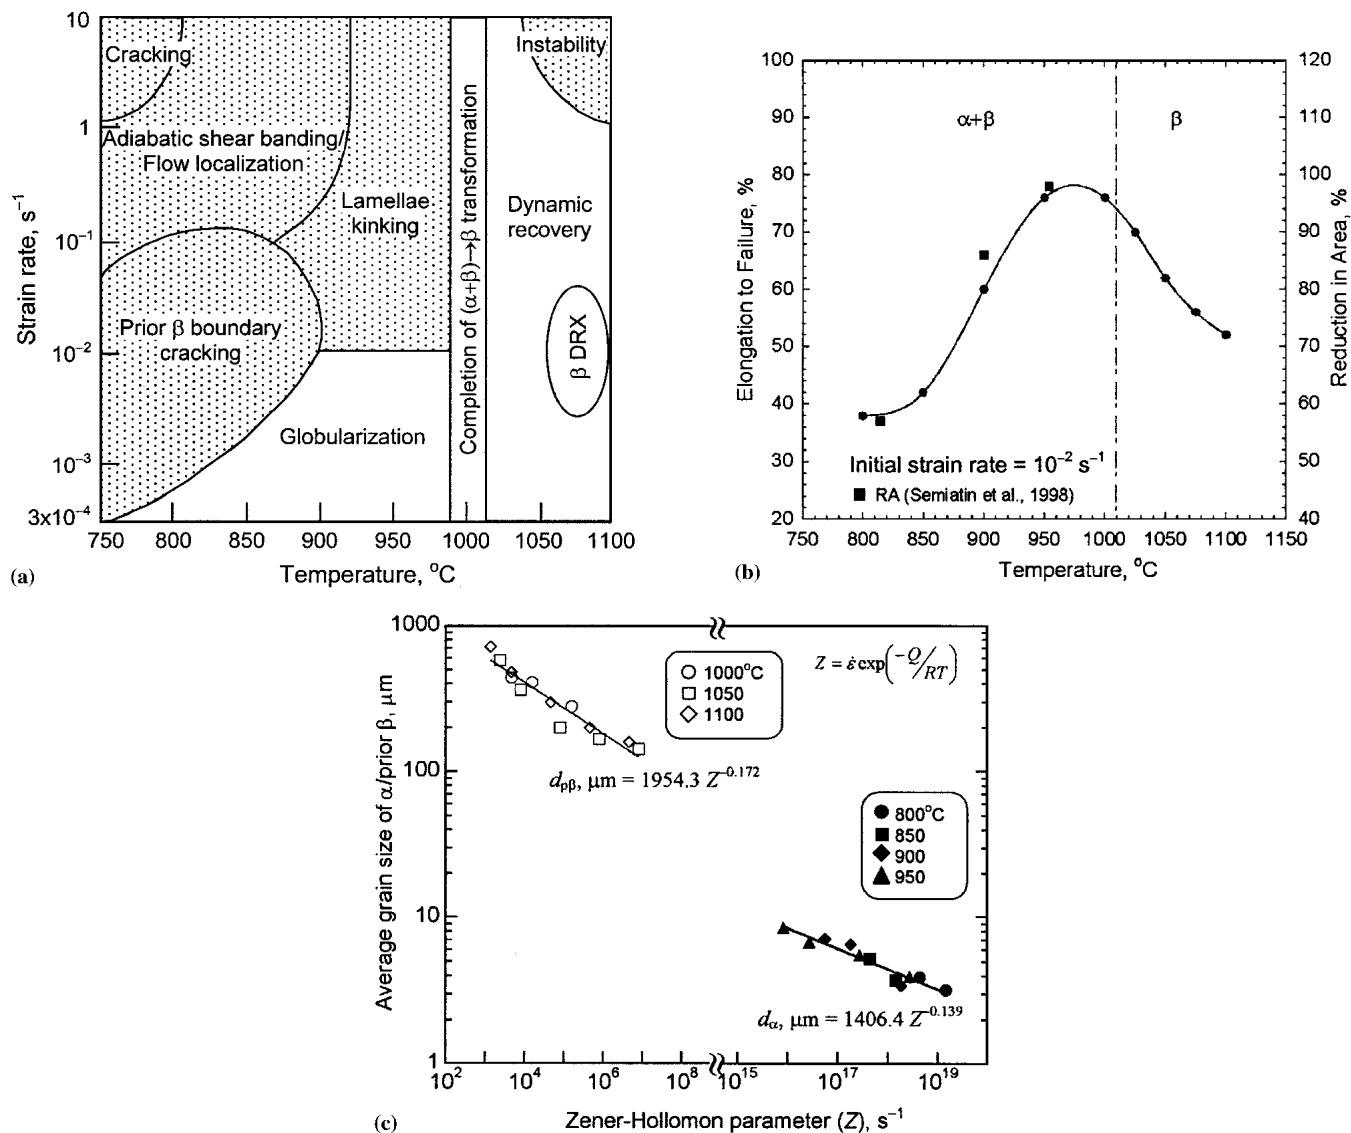 10
1
10⁻¹
10⁻²
10⁻³
3x10⁻⁴
Strain rate, s⁻¹
Cracking
Adiabatic shear banding/
Flow localization
Lamellae
kinking
Prior β boundary
cracking
Globularization
Completion of (α+β)→β transformation
Instability
Dynamic
recovery
β DRX
750 800 850 900 950 1000 1050 1100
Temperature, °C
(a)
100
90
80
70
60
50
40
30
20
Elongation to Failure, %
α+β
β
Initial strain rate = 10⁻² s⁻¹
■ RA (Semiatin et al., 1998)
120
110
100
90
80
70
60
50
40
Reduction in Area, %
750 800 850 900 950 1000 1050 1100 1150
Temperature, °C
(b)
1000
100
10
1
Average grain size of α/prior β, μm
1000°C
1050
1100
Z = ε̇ exp(−Q/RT)
dpβ, μm = 1954.3 Z⁻⁰·¹⁷²
800°C
850
900
950
dα, μm = 1406.4 Z⁻⁰·¹³⁹
10² 10⁴ 10⁶ 10⁸ 10¹⁵ 10¹⁷ 10¹⁹
Zener-Hollomon parameter (Z), s⁻¹
(c)